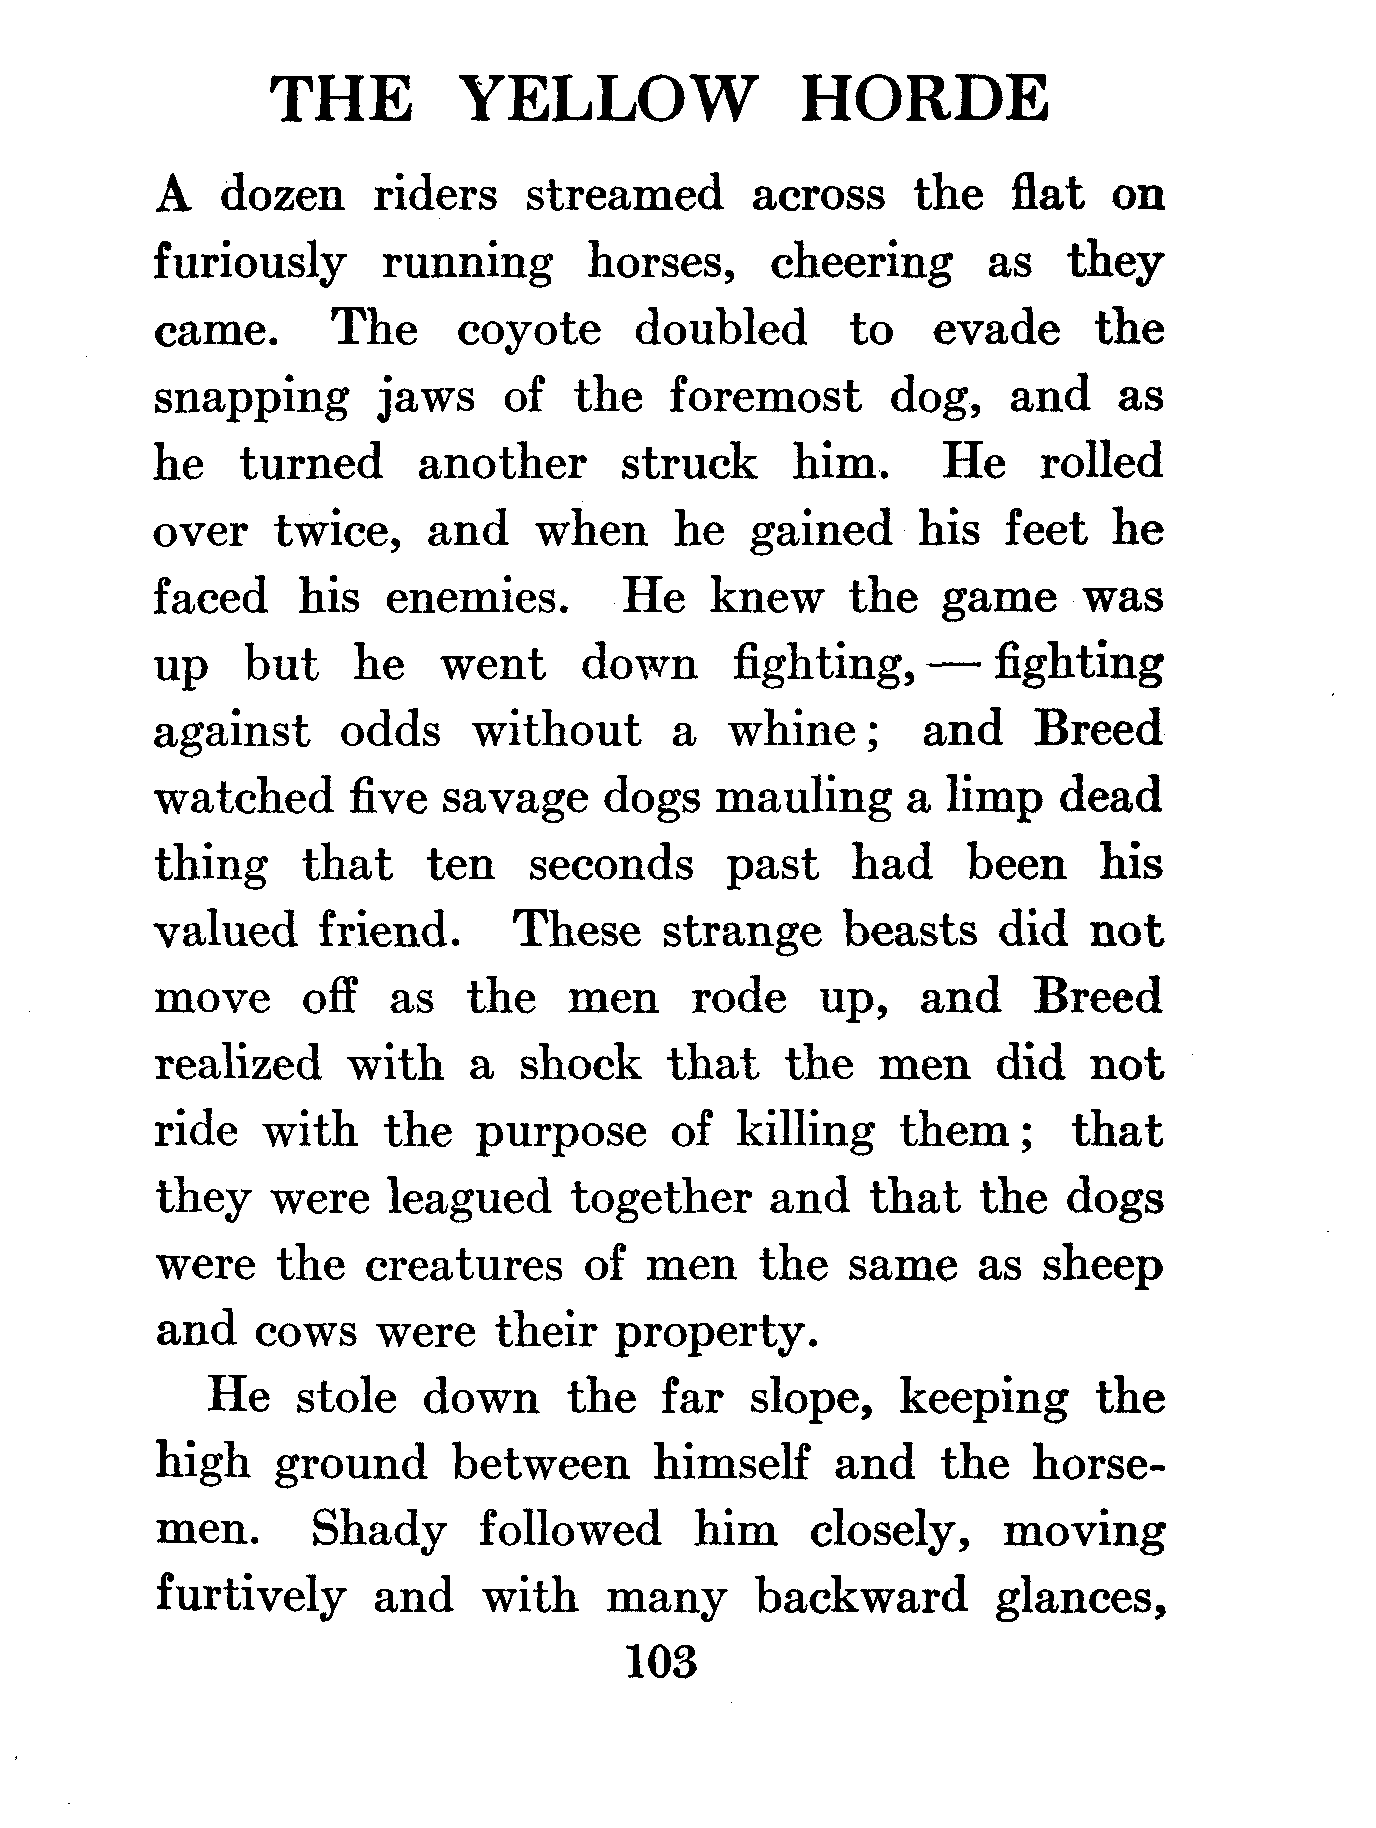 THE YELLOW HORDE
A dozen riders streamed across the flat on
furiously running horses, cheering as they
came. The coyote doubled to evade the
snapping jaws of the foremost dog, and as
he turned another struck him. He rolled
over twice, and when he gained his feet he
faced his enemies. He knew the game was
up but he went down fighting, — fighting
against odds without a whine; and Breed
watched five savage dogs mauling a limp dead
thing that ten seconds past had been his
valued friend. These strange beasts did not
move off as the men rode up, and Breed
realized with a shock that the men did not
ride with the purpose of killing them; that
they were leagued together and that the dogs
were the creatures of men the same as sheep
and cows were their property.
He stole down the far slope, keeping the
high ground between himself and the horse-
men. Shady followed him closely, moving
furtively and with many backward glances,
103